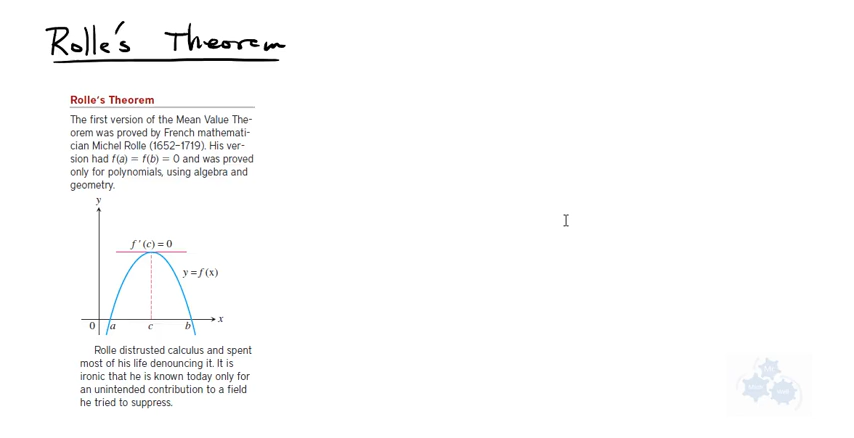 Rolle's Theorem
Rolle's Theorem
The first version of the Mean Value The-
orem was proved by French mathemati-
cian Michel Rolle (1652–1719). His ver-
sion had f(a) = f(b) = 0 and was proved
only for polynomials, using algebra and
geometry.
y
f'(c) = 0
y = f(x)
0 a c b x
Rolle distrusted calculus and spent
most of his life denouncing it. It is
ironic that he is known today only for
an unintended contribution to a field
he tried to suppress.